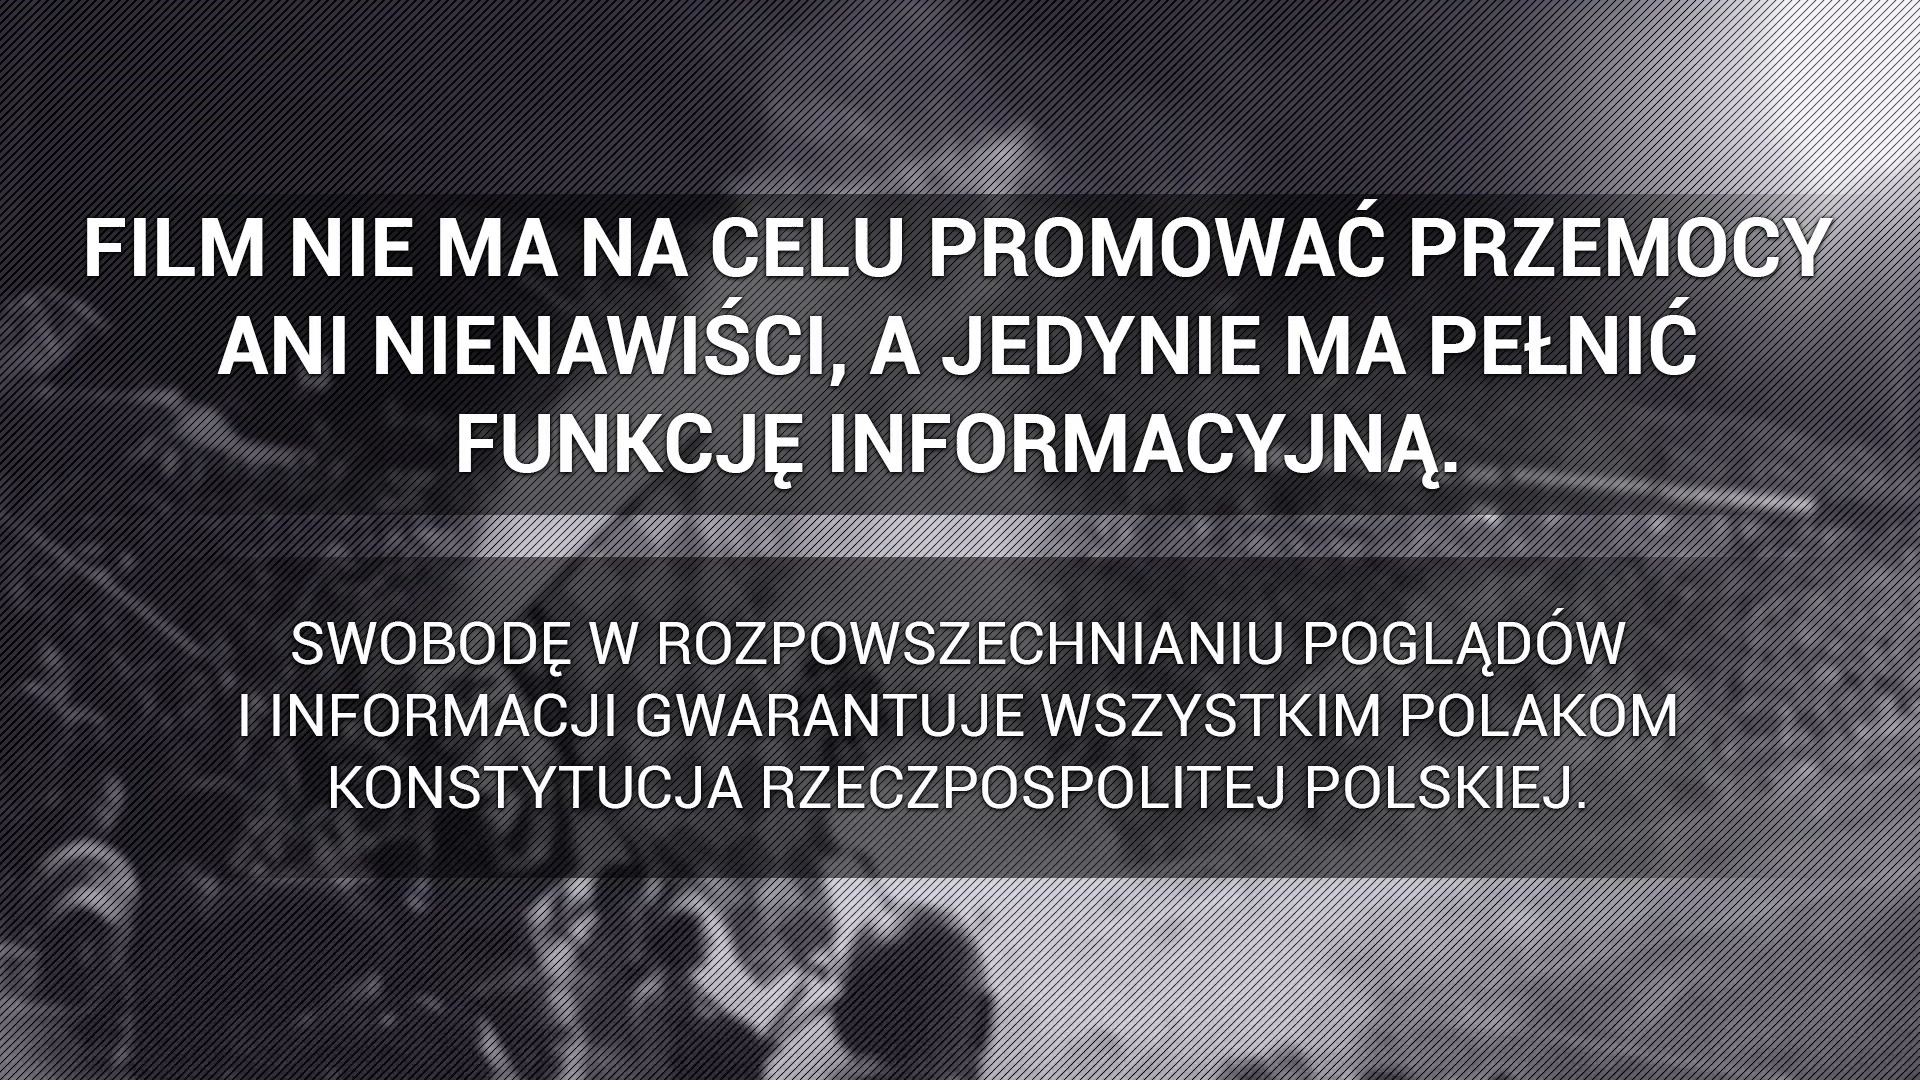 FILM NIE MA NA CELU PROMOWAĆ PRZEMOCY
ANI NIENAWIŚCI, A JEDYNIE MA PEŁNIĆ
FUNKCJĘ INFORMACYJNĄ.
SWOBODĘ W ROZPOWSZECHNIANIU POGLĄDÓW
I INFORMACJI GWARANTUJE WSZYSTKIM POLAKOM
KONSTYTUCJA RZECZPOSPOLITEJ POLSKIEJ.